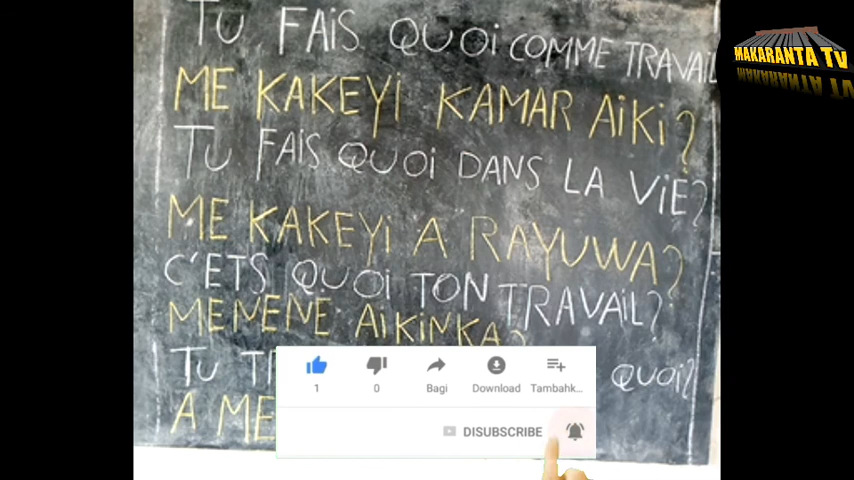 TU FAIS QUOI COMME TRAVAIL
MAKARANTA TV
ME KAKEYI KAMAR AIKI?
TU FAIS QUOI DANS LA VIE?
ME KAKEYI A RAYUWA?
C'ETS QUOI TON TRAVAIL?
MENENE AIKINKA?
TU QUOI?
A ME
1 0 Bagi Download Tambahk...
DISUBSCRIBE